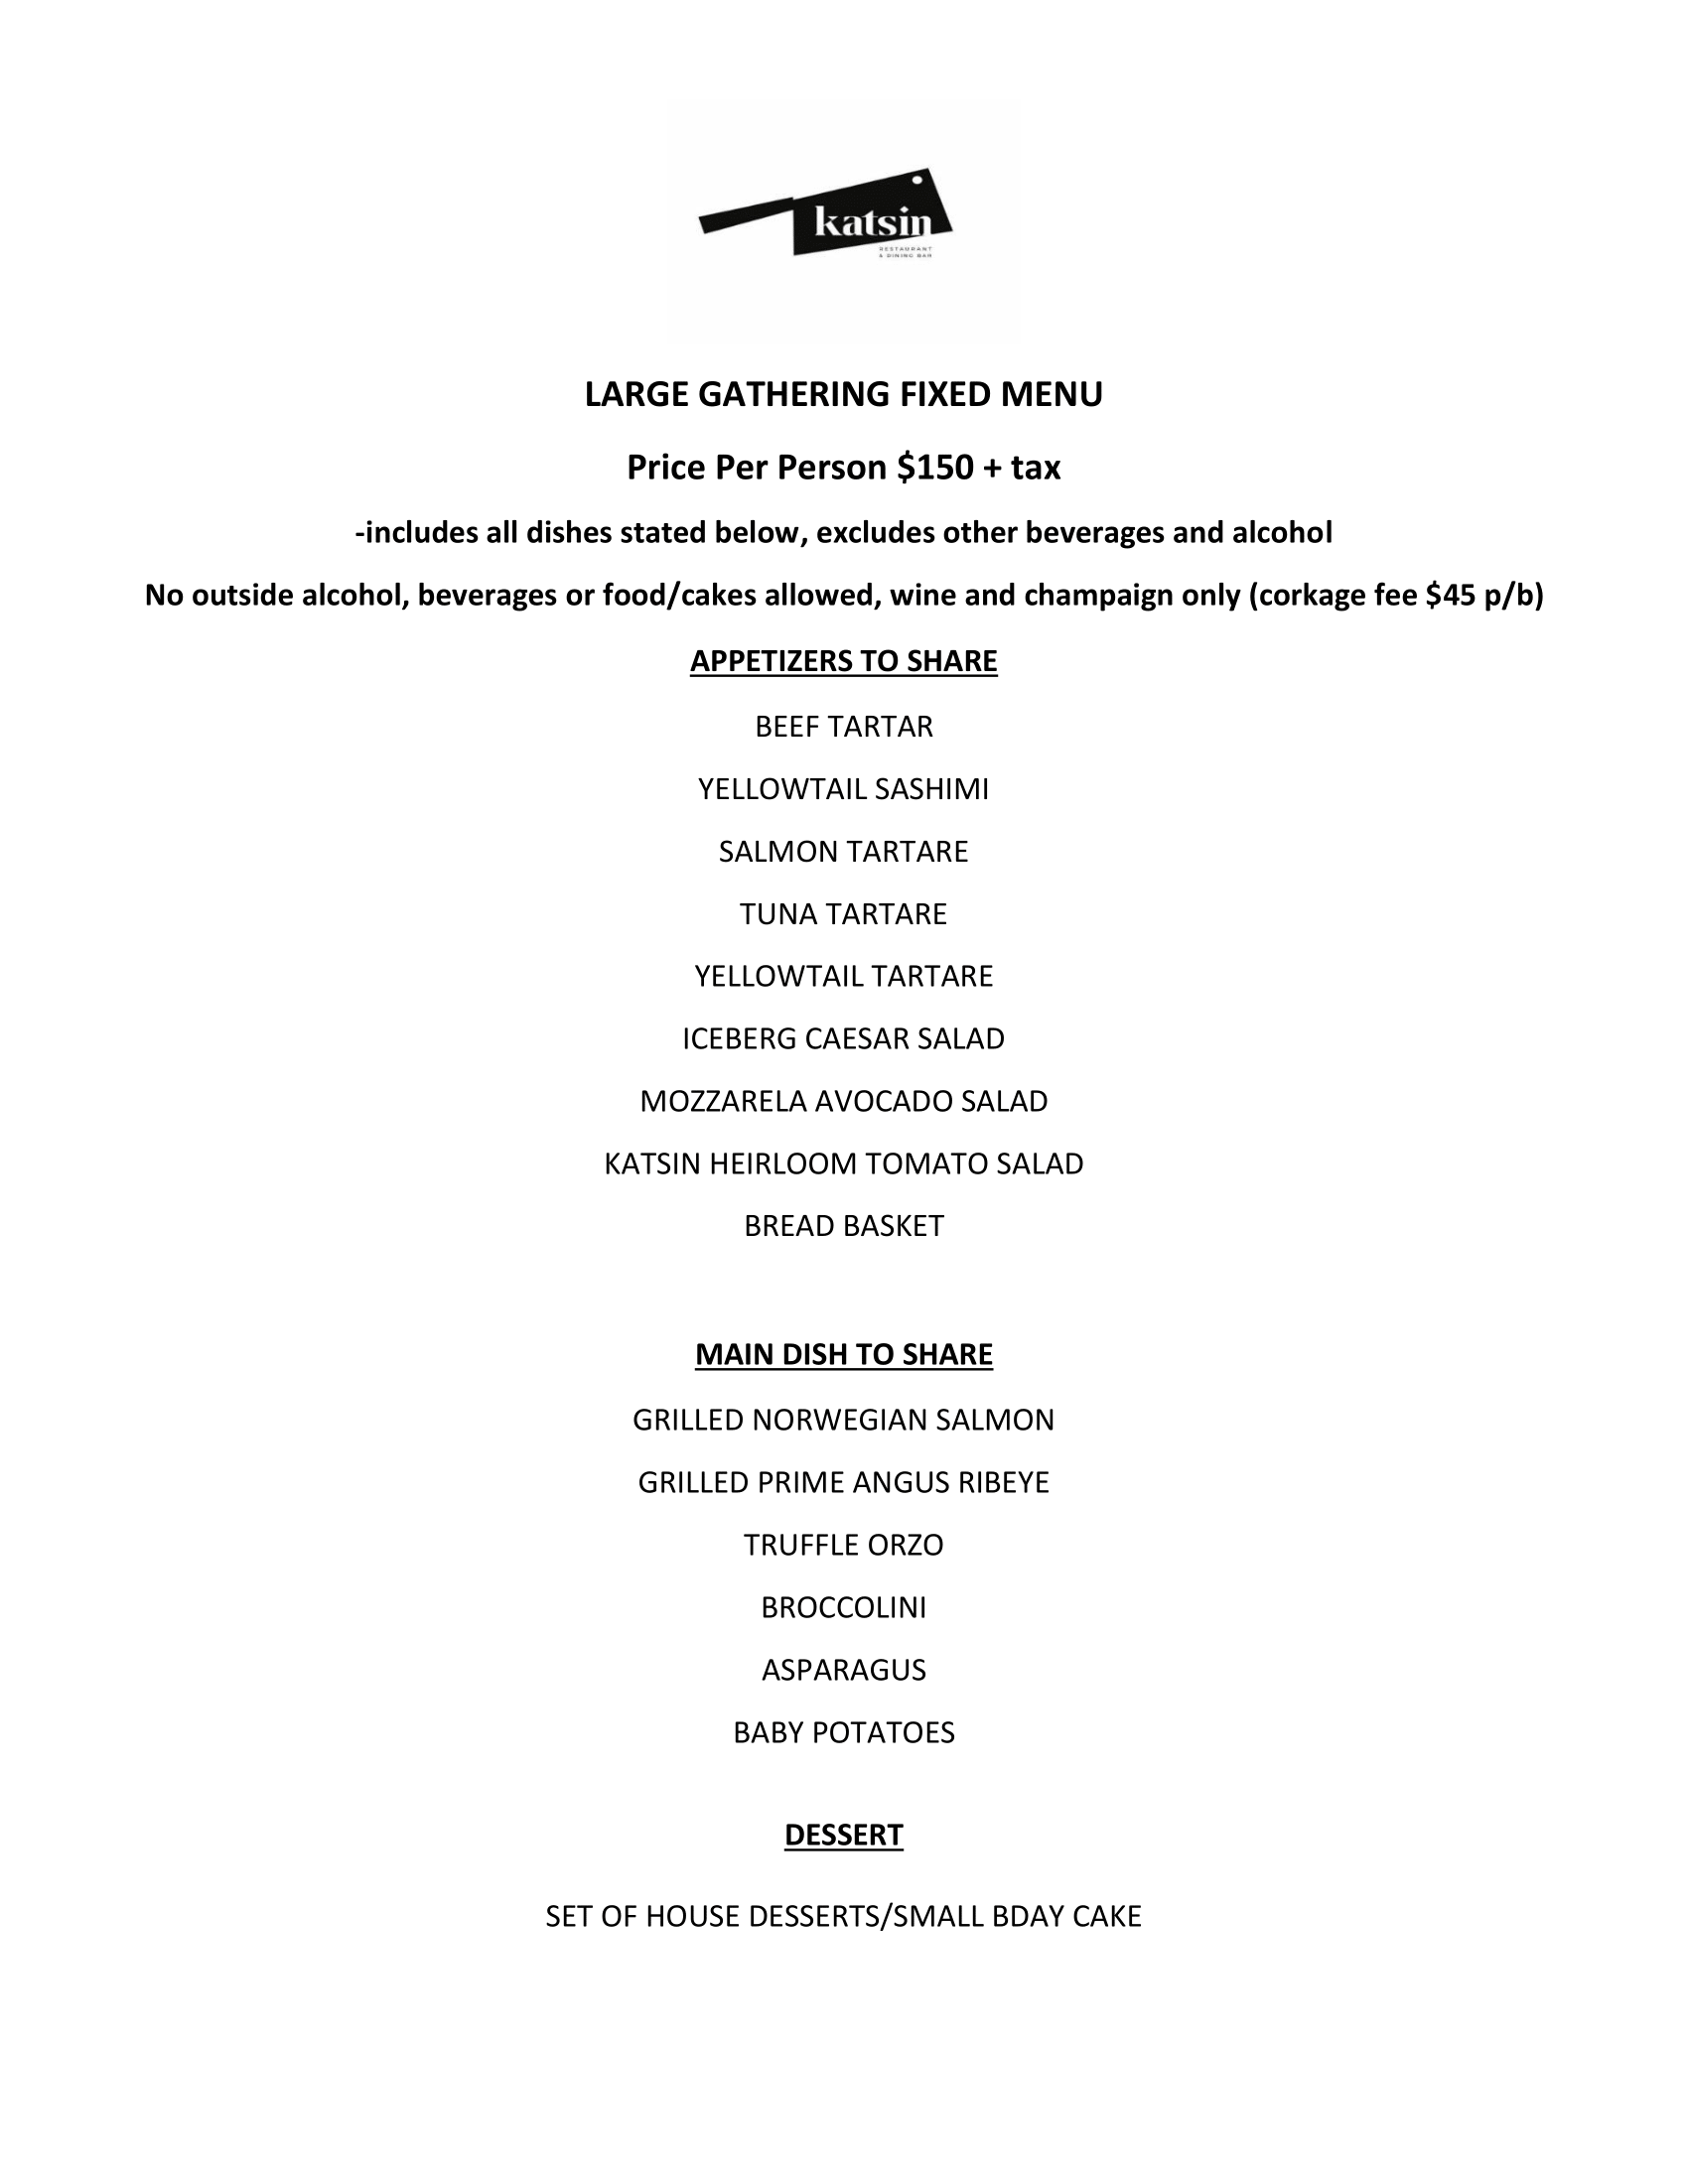 katsin
RESTAURANT
& DINING BAR
LARGE GATHERING FIXED MENU
Price Per Person $150 + tax
-includes all dishes stated below, excludes other beverages and alcohol
No outside alcohol, beverages or food/cakes allowed, wine and champaign only (corkage fee $45 p/b)
APPETIZERS TO SHARE
BEEF TARTAR
YELLOWTAIL SASHIMI
SALMON TARTARE
TUNA TARTARE
YELLOWTAIL TARTARE
ICEBERG CAESAR SALAD
MOZZARELA AVOCADO SALAD
KATSIN HEIRLOOM TOMATO SALAD
BREAD BASKET
MAIN DISH TO SHARE
GRILLED NORWEGIAN SALMON
GRILLED PRIME ANGUS RIBEYE
TRUFFLE ORZO
BROCCOLINI
ASPARAGUS
BABY POTATOES
DESSERT
SET OF HOUSE DESSERTS/SMALL BDAY CAKE